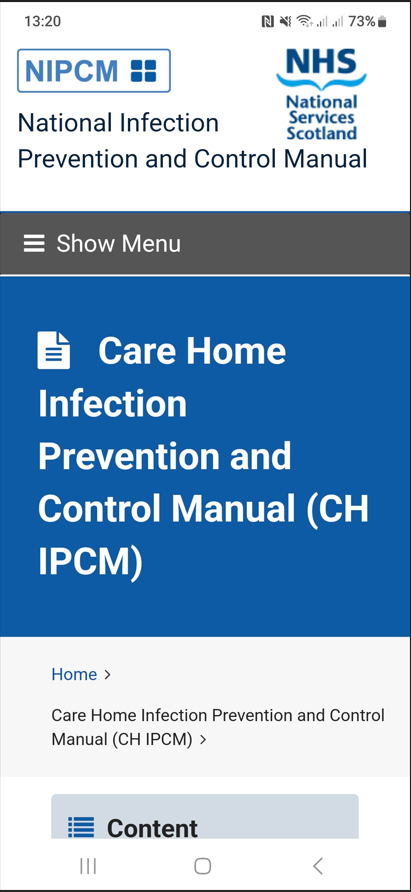 13:20
73%
NIPCM
NHS
National
Services
Scotland
National Infection
Prevention and Control Manual
Show Menu
Care Home
Infection
Prevention and
Control Manual (CH
IPCM)
Home >
Care Home Infection Prevention and Control
Manual (CH IPCM) >
Content